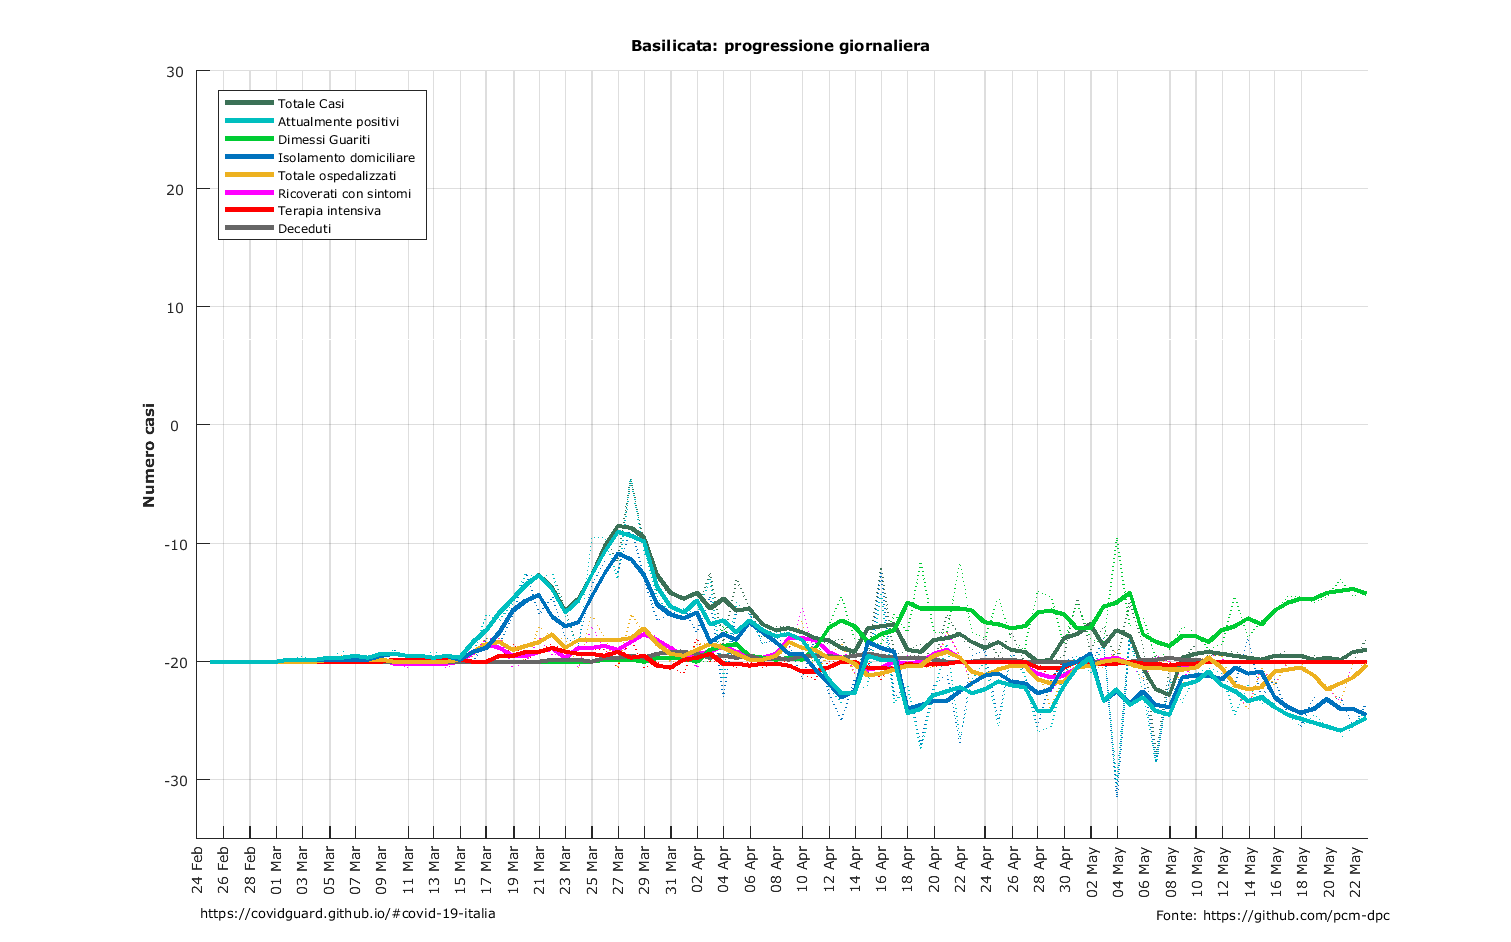 Basilicata: progressione giornaliera
30
20
10
0
-10
-20
-30
Numero casi
Totale Casi
Attualmente positivi
Dimessi Guariti
Isolamento domiciliare
Totale ospedalizzati
Ricoverati con sintomi
Terapia intensiva
Deceduti
24 Feb
26 Feb
28 Feb
01 Mar
03 Mar
05 Mar
07 Mar
09 Mar
11 Mar
13 Mar
15 Mar
17 Mar
19 Mar
21 Mar
23 Mar
25 Mar
27 Mar
29 Mar
31 Mar
02 Apr
04 Apr
06 Apr
08 Apr
10 Apr
12 Apr
14 Apr
16 Apr
18 Apr
20 Apr
22 Apr
24 Apr
26 Apr
28 Apr
30 Apr
02 May
04 May
06 May
08 May
10 May
12 May
14 May
16 May
18 May
20 May
22 May
https://covidguard.github.io/#covid-19-italia
Fonte: https://github.com/pcm-dpc